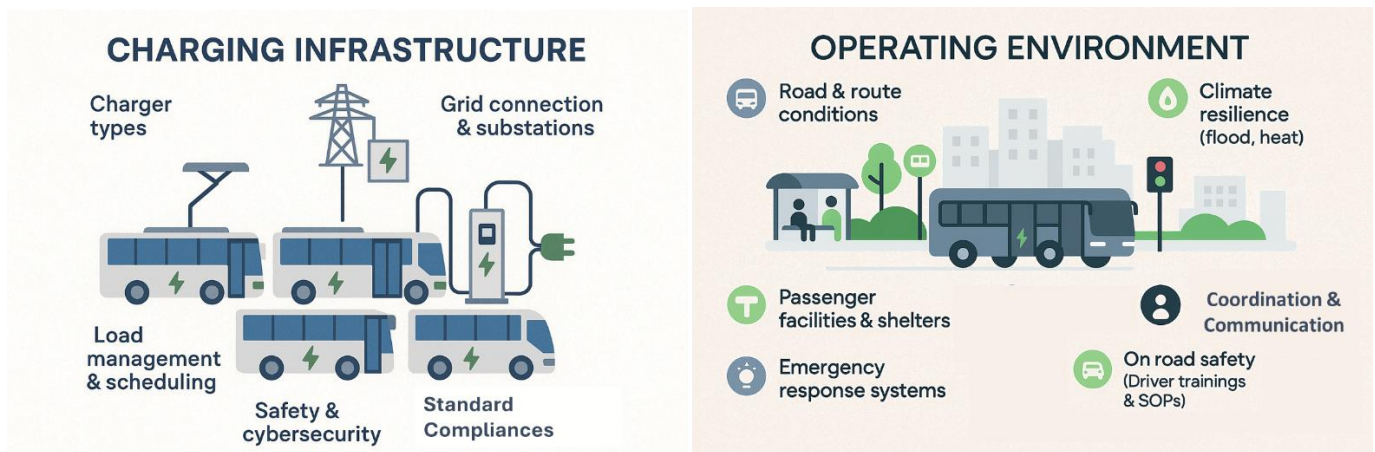 CHARGING INFRASTRUCTURE
Charger
types
Grid connection
& substations
Load
management
& scheduling
Safety &
cybersecurity
Standard
Compliances
OPERATING ENVIRONMENT
Road & route
conditions
Climate
resilience
(flood, heat)
Passenger
facilities & shelters
Coordination &
Communication
Emergency
response systems
On road safety
(Driver trainings
& SOPs)